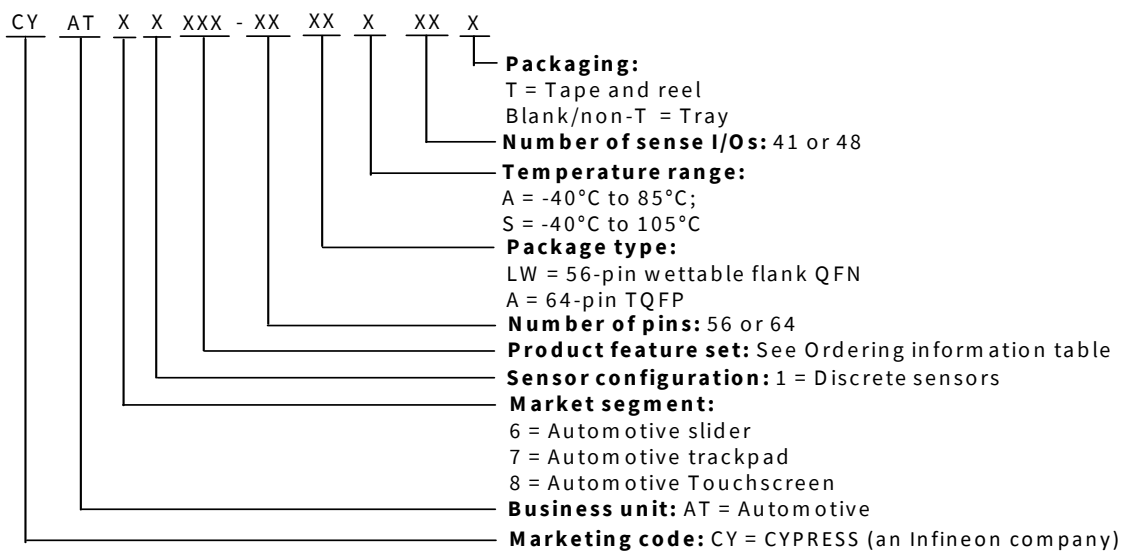 CY AT X X XXX - XX XX X XX X
Packaging:
T = Tape and reel
Blank/non-T = Tray
Number of sense I/Os: 41 or 48
Temperature range:
A = -40°C to 85°C;
S = -40°C to 105°C
Package type:
LW = 56-pin wettable flank QFN
A = 64-pin TQFP
Number of pins: 56 or 64
Product feature set: See Ordering information table
Sensor configuration: 1 = Discrete sensors
Market segment:
6 = Automotive slider
7 = Automotive trackpad
8 = Automotive Touchscreen
Business unit: AT = Automotive
Marketing code: CY = CYPRESS (an Infineon company)